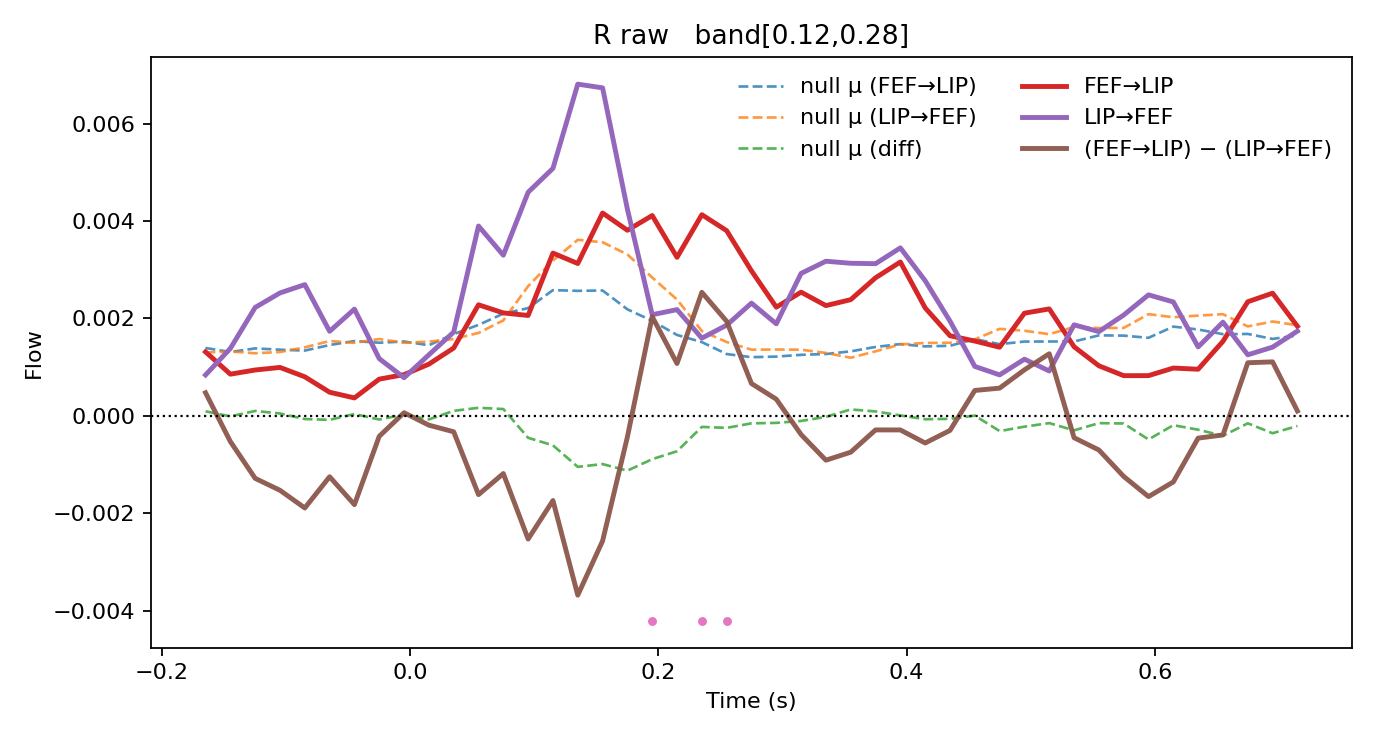 R raw   band[0.12,0.28]
null μ (FEF→LIP)
null μ (LIP→FEF)
null μ (diff)
FEF→LIP
LIP→FEF
(FEF→LIP) − (LIP→FEF)
Flow
0.006
0.004
0.002
0.000
−0.002
−0.004
−0.2
0.0
0.2
0.4
0.6
Time (s)